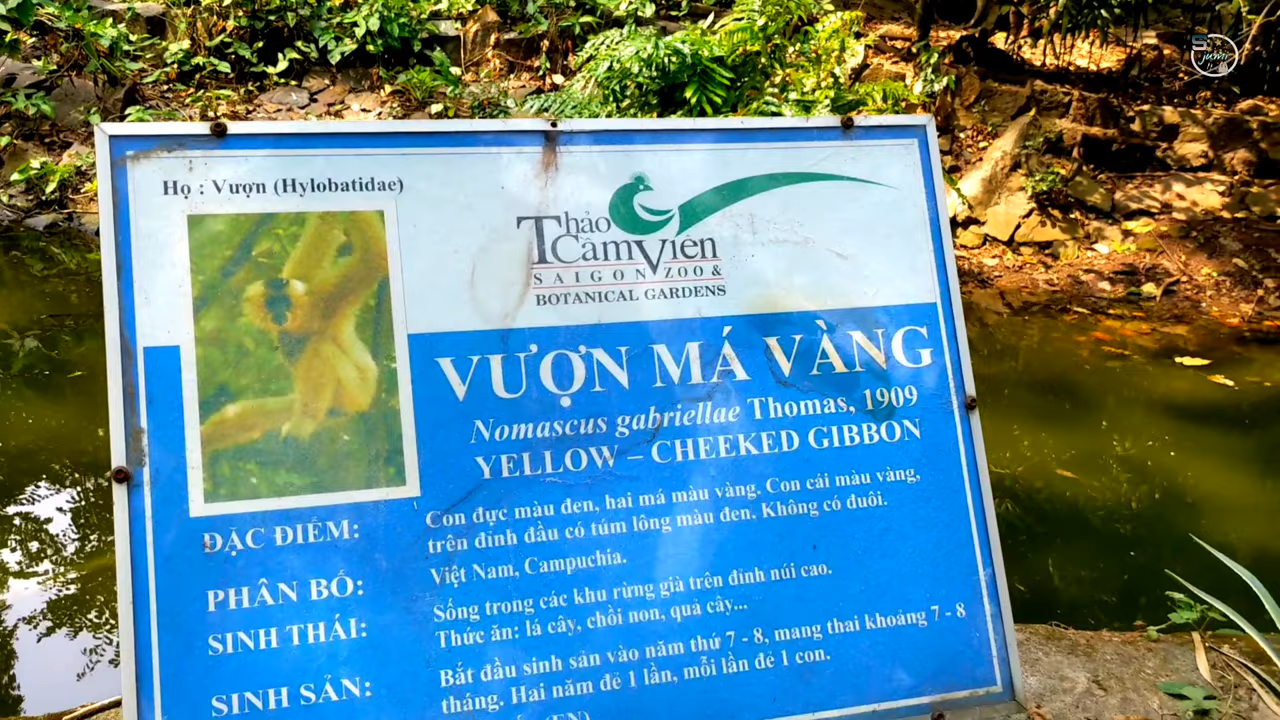 Họ : Vượn (Hylobatidae)
Thảo
Cầm Viên
SAIGON ZOO &
BOTANICAL GARDENS
VƯỢN MÁ VÀNG
Nomascus gabriellae Thomas, 1909
YELLOW – CHEEKED GIBBON
ĐẶC ĐIỂM: Con đực màu đen, hai má màu vàng. Con cái màu vàng,
trên đỉnh đầu có túm lông màu đen. Không có đuôi.
PHÂN BỐ: Việt Nam, Campuchia.
SINH THÁI: Sống trong các khu rừng già trên đỉnh núi cao.
Thức ăn: lá cây, chồi non, quả cây...
SINH SẢN: Bắt đầu sinh sản vào năm thứ 7 - 8, mang thai khoảng 7 - 8
tháng. Hai năm đẻ 1 lần, mỗi lần đẻ 1 con.
(EN)